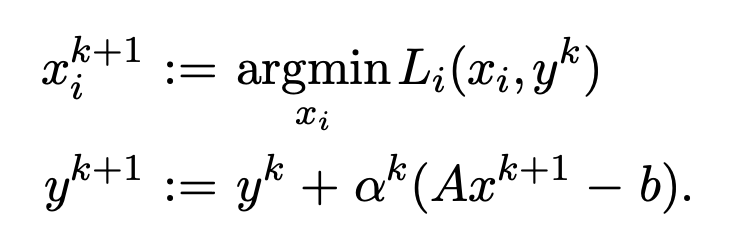 x_i^{k+1} := argmin_{x_i} L_i(x_i, y^k)
y^{k+1} := y^k + α^k(Ax^{k+1} − b).